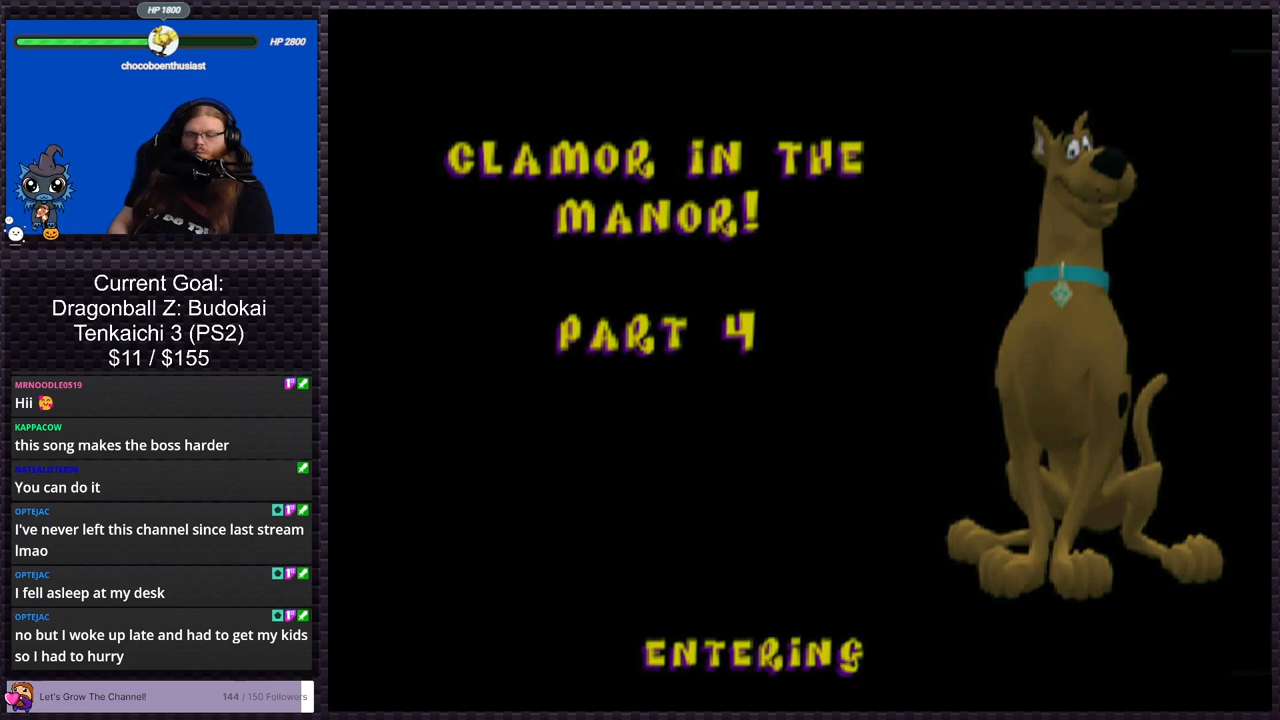 HP 1800
HP 2800
chocoboenthusiast
Current Goal:
Dragonball Z: Budokai
Tenkaichi 3 (PS2)
$11 / $155
MRNOODLE0519
Hii
KAPPACOW
this song makes the boss harder
You can do it
OPTEJAC
I've never left this channel since last stream
lmao
OPTEJAC
I fell asleep at my desk
OPTEJAC
no but I woke up late and had to get my kids
so I had to hurry
Let's Grow The Channel! 144 / 150 Followers
CLAMOR IN THE
MANOR!
PART 4
ENTERING